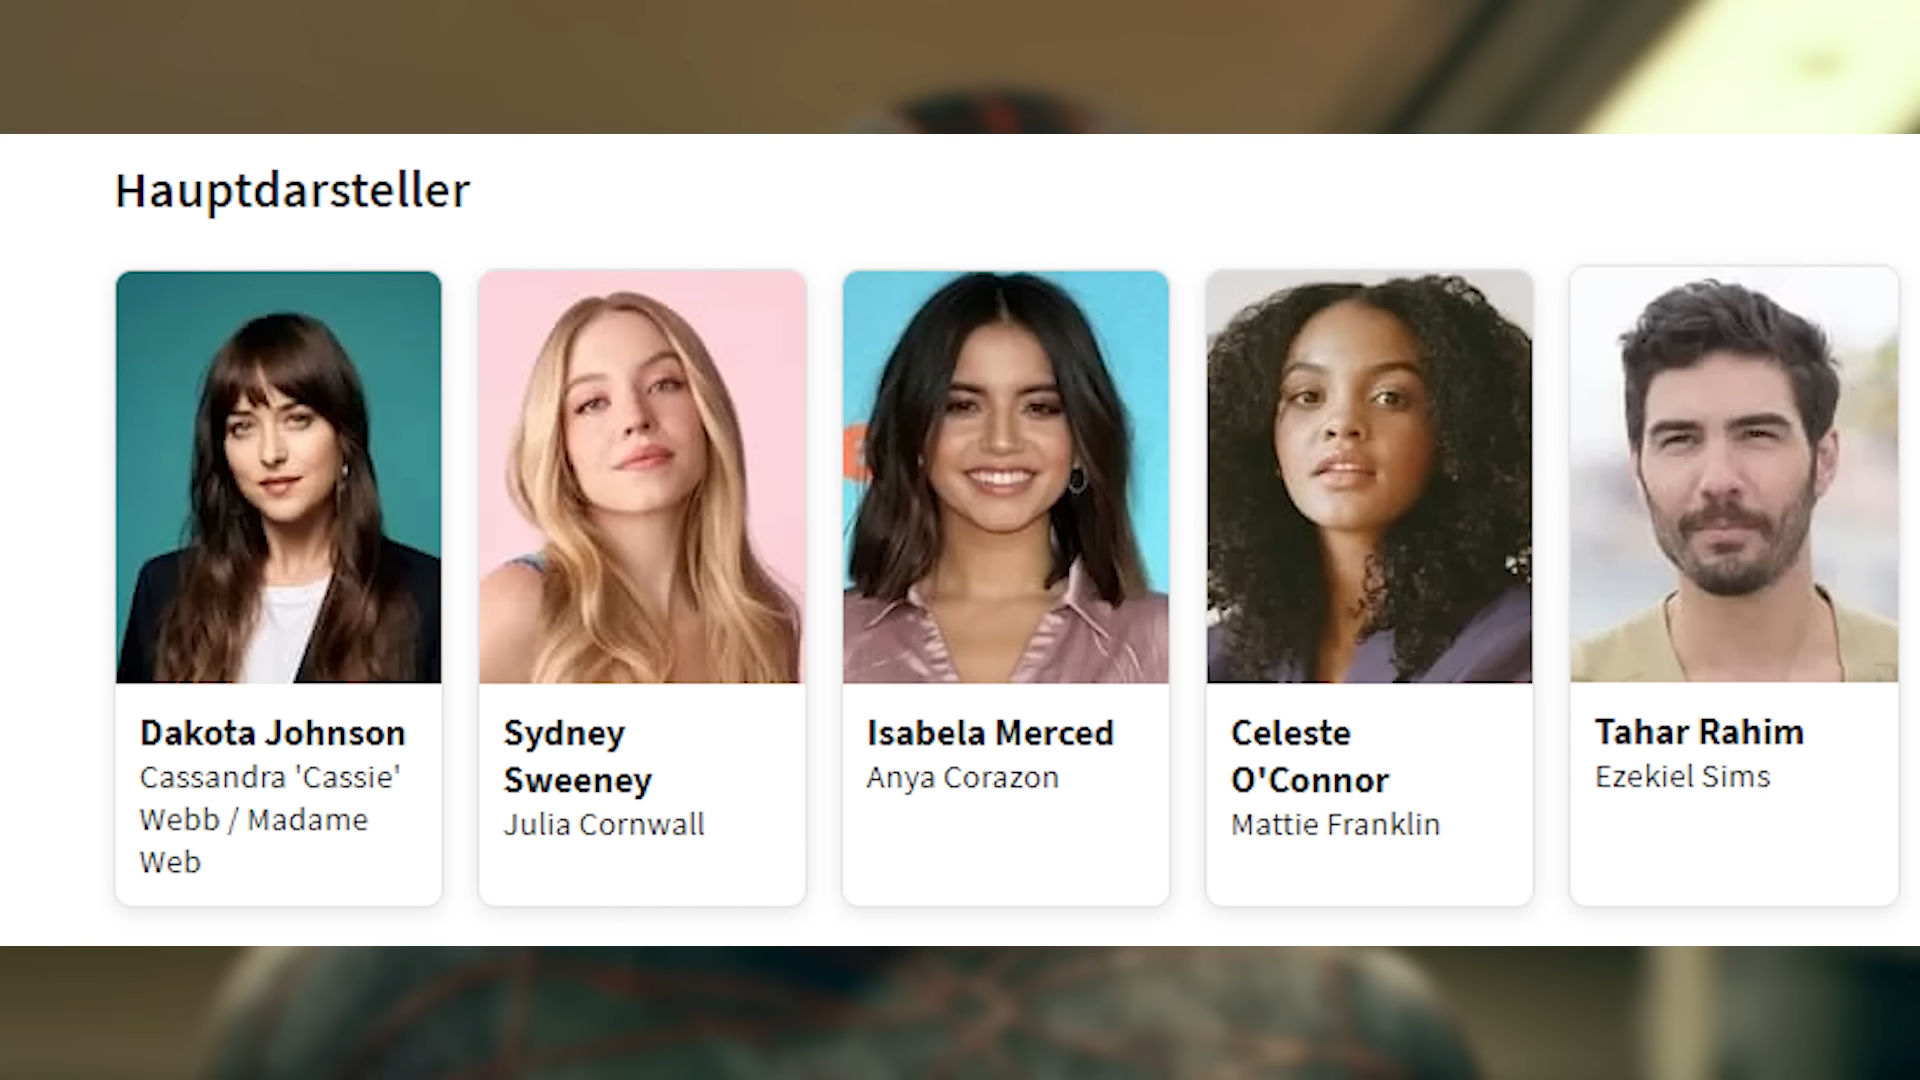 Hauptdarsteller
Dakota Johnson
Cassandra 'Cassie'
Webb / Madame
Web
Sydney
Sweeney
Julia Cornwall
Isabela Merced
Anya Corazon
Celeste
O'Connor
Mattie Franklin
Tahar Rahim
Ezekiel Sims